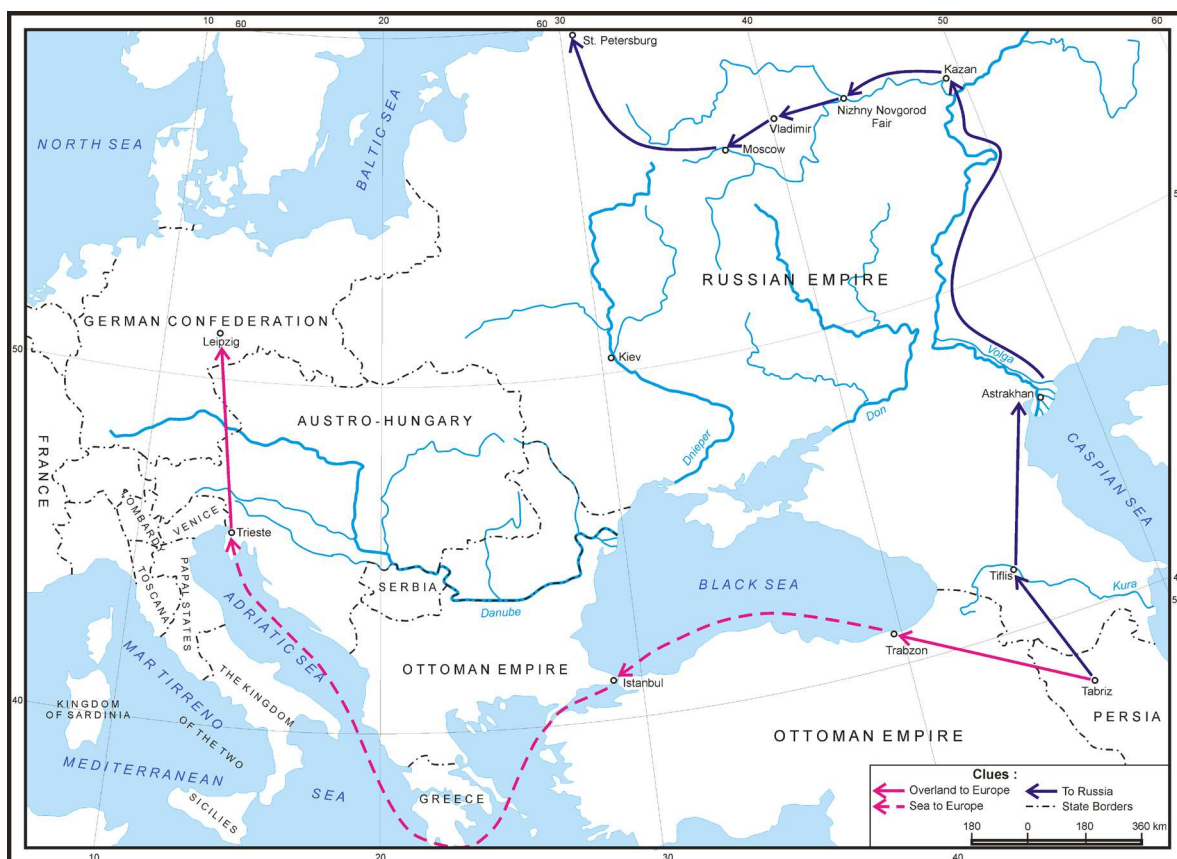 10
60
20
60
30
40
50
60
St. Petersburg
Kazan
Nizhny Novgorod
Fair
Vladimir
Moscow
NORTH SEA
BALTIC SEA
5
5
RUSSIAN EMPIRE
GERMAN CONFEDERATION
Leipzig
50
Kiev
Volga
Astrakhan
AUSTRO-HUNGARY
Don
Dnieper
FRANCE
CASPIAN SEA
LOMBARDY
VENICE
Trieste
TOSCANA
PAPAL STATES
SERBIA
Danube
BLACK SEA
Tiflis
Kura
4
5
ADRIATIC SEA
MAR TIRRENO
OTTOMAN EMPIRE
Istanbul
Trabzon
Tabriz
40
KINGDOM
OF SARDINIA
THE KINGDOM
OF THE TWO
SICILIES
PERSIA
OTTOMAN EMPIRE
MEDITERRANEAN
SEA
GREECE
Clues :
Overland to Europe
To Russia
Sea to Europe
State Borders
180 0 180 360 km
10
20
40